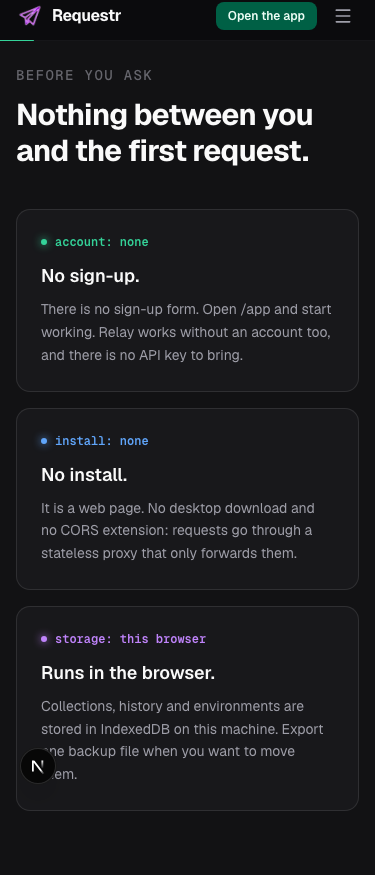 Requestr
Open the app
BEFORE YOU ASK
Nothing between you
and the first request.
account: none
No sign-up.
There is no sign-up form. Open /app and start
working. Relay works without an account too,
and there is no API key to bring.
install: none
No install.
It is a web page. No desktop download and
no CORS extension: requests go through a
stateless proxy that only forwards them.
storage: this browser
Runs in the browser.
Collections, history and environments are
stored in IndexedDB on this machine. Export
backup file when you want to move
N